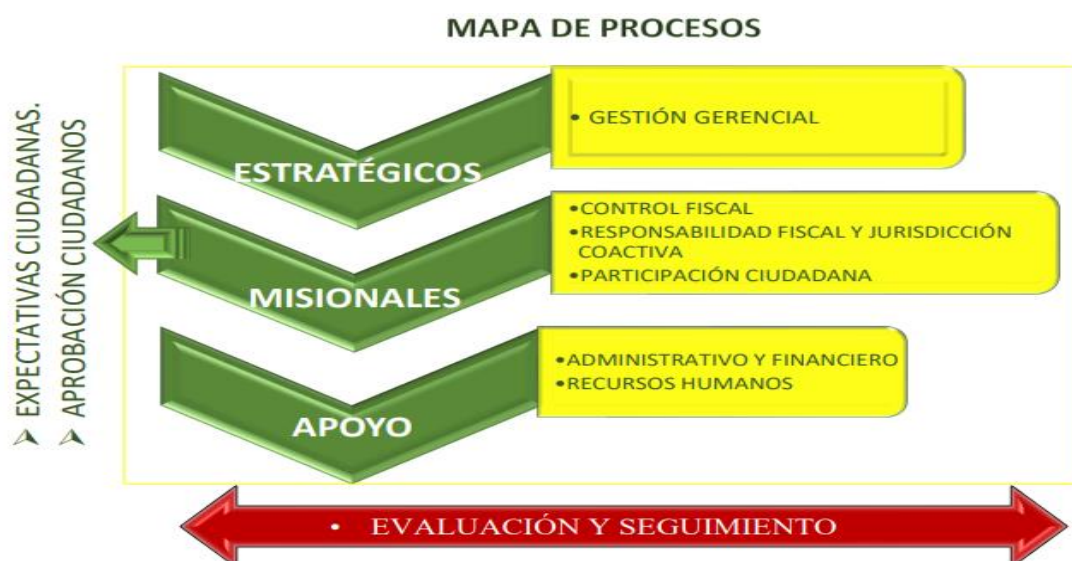 MAPA DE PROCESOS
➢ EXPECTATIVAS CIUDADANAS.
➢ APROBACIÓN CIUDADANOS
ESTRATÉGICOS
• GESTIÓN GERENCIAL
MISIONALES
•CONTROL FISCAL
•RESPONSABILIDAD FISCAL Y JURISDICCIÓN
COACTIVA
•PARTICIPACIÓN CIUDADANA
APOYO
•ADMINISTRATIVO Y FINANCIERO
•RECURSOS HUMANOS
• EVALUACIÓN Y SEGUIMIENTO